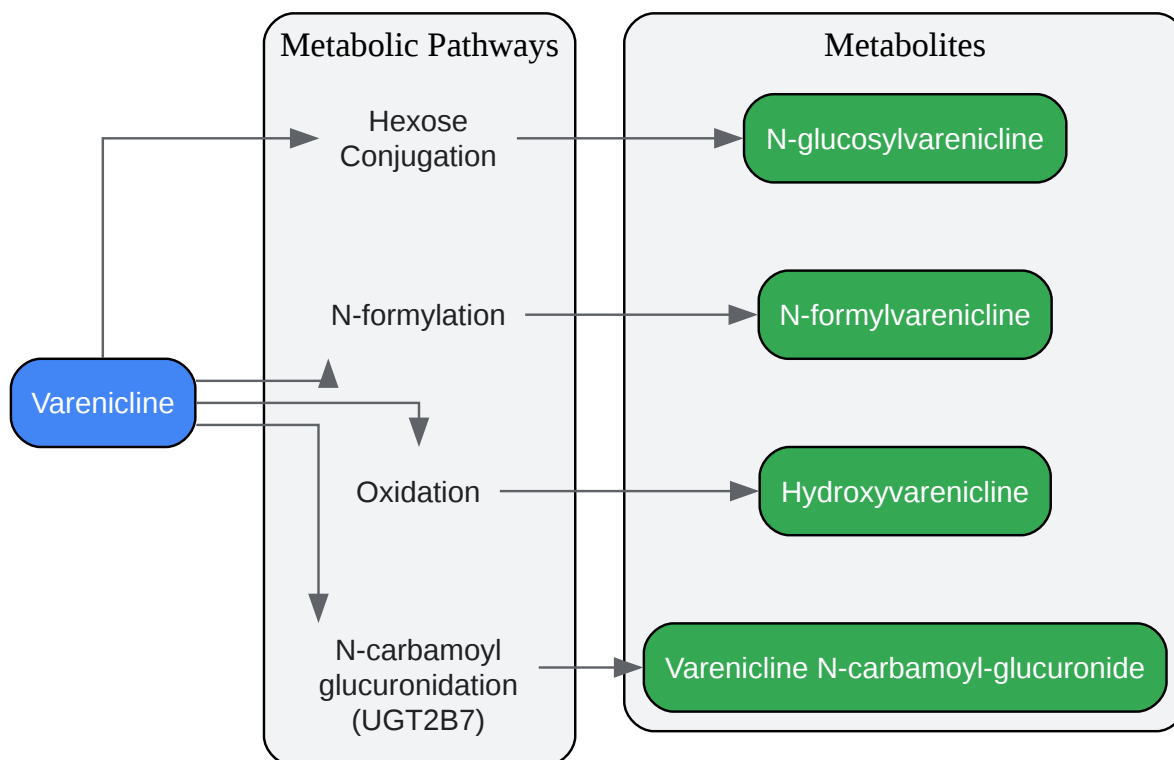 Metabolic Pathways
Metabolites
Hexose
Conjugation
N-glucosylvarenicline
N-formylation
N-formylvarenicline
Varenicline
Oxidation
Hydroxyvarenicline
N-carbamoyl
glucuronidation
(UGT2B7)
Varenicline N-carbamoyl-glucuronide